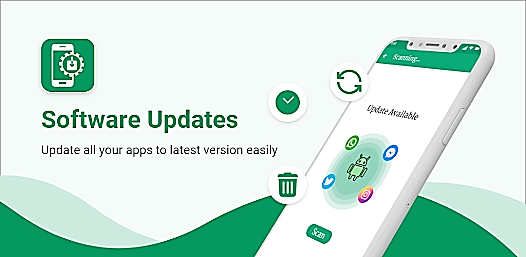 Software Updates
Update all your apps to latest version easily
Scanning...
Update Available
Scan